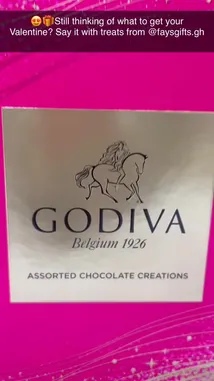 😍🎁Still thinking of what to get your
Valentine? Say it with treats from @faysgifts.gh
GODIVA
Belgium 1926
ASSORTED CHOCOLATE CREATIONS